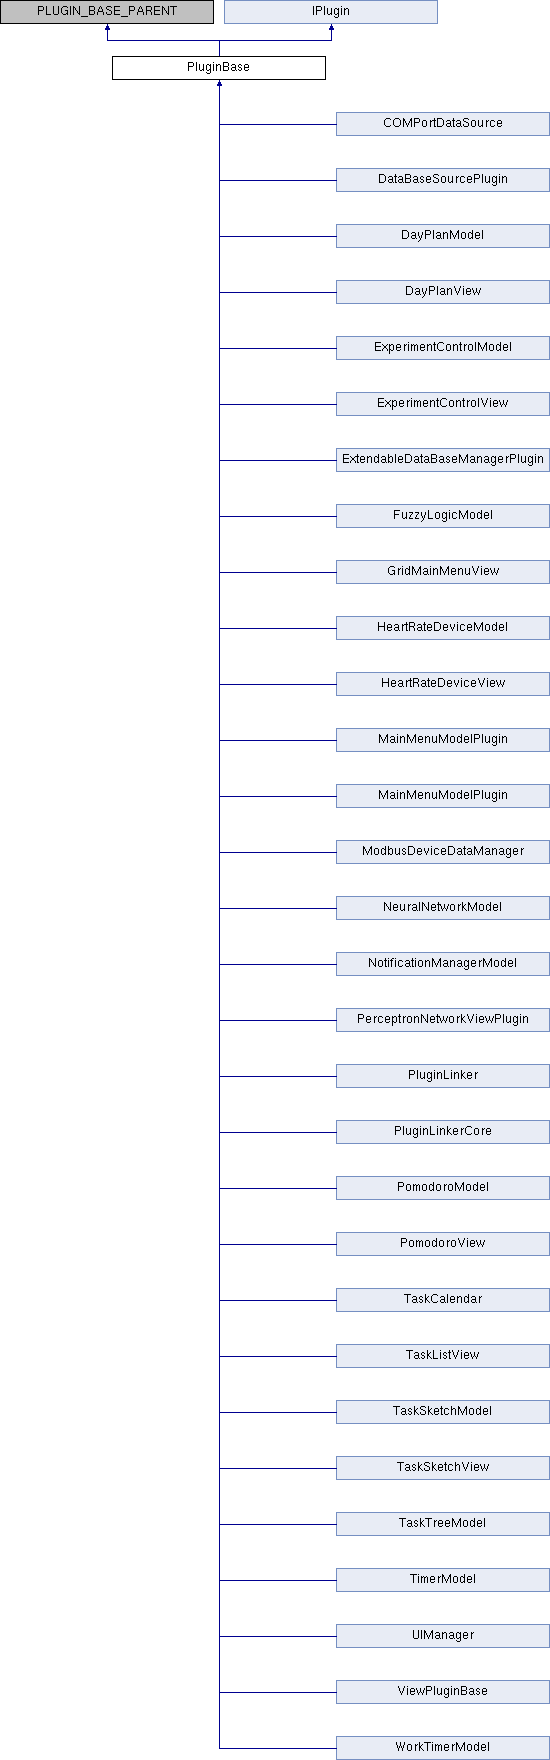 PLUGIN_BASE_PARENT
IPlugin
PluginBase
COMPortDataSource
DataBaseSourcePlugin
DayPlanModel
DayPlanView
ExperimentControlModel
ExperimentControlView
ExtendableDataBaseManagerPlugin
FuzzyLogicModel
GridMainMenuView
HeartRateDeviceModel
HeartRateDeviceView
MainMenuModelPlugin
MainMenuModelPlugin
ModbusDeviceDataManager
NeuralNetworkModel
NotificationManagerModel
PerceptronNetworkViewPlugin
PluginLinker
PluginLinkerCore
PomodoroModel
PomodoroView
TaskCalendar
TaskListView
TaskSketchModel
TaskSketchView
TaskTreeModel
TimerModel
UIManager
ViewPluginBase
WorkTimerModel